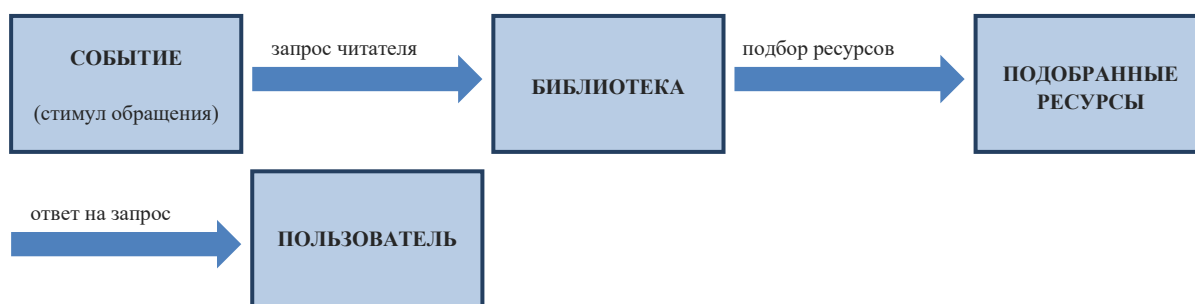 СОБЫТИЕ
(стимул обращения)
запрос читателя
БИБЛИОТЕКА
подбор ресурсов
ПОДОБРАННЫЕ
РЕСУРСЫ
ответ на запрос
ПОЛЬЗОВАТЕЛЬ